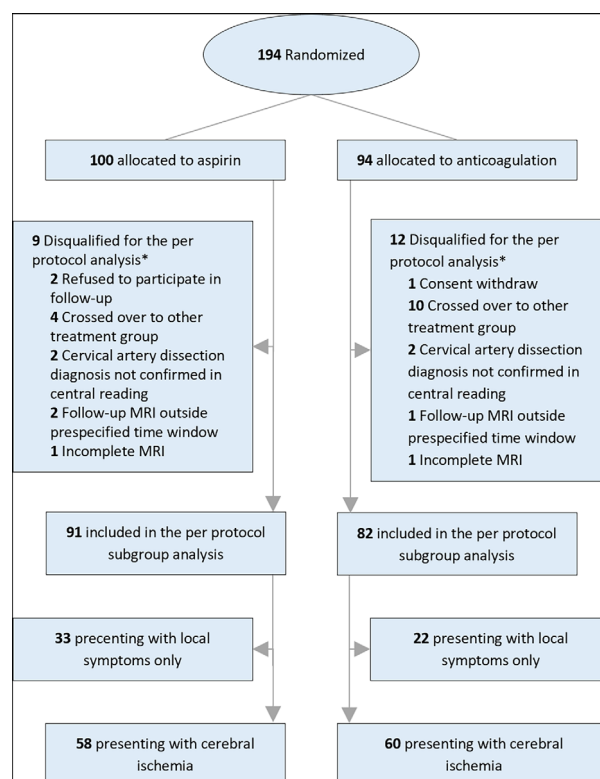 194 Randomized
100 allocated to aspirin
94 allocated to anticoagulation
9 Disqualified for the per
protocol analysis*
2 Refused to participate in
follow-up
4 Crossed over to other
treatment group
2 Cervical artery dissection
diagnosis not confirmed in
central reading
2 Follow-up MRI outside
prespecified time window
1 Incomplete MRI
12 Disqualified for the per
protocol analysis*
1 Consent withdraw
10 Crossed over to other
treatment group
2 Cervical artery dissection
diagnosis not confirmed in
central reading
1 Follow-up MRI outside
prespecified time window
1 Incomplete MRI
91 included in the per protocol
subgroup analysis
82 included in the per protocol
subgroup analysis
33 precenting with local
symptoms only
22 presenting with local
symptoms only
58 presenting with cerebral
ischemia
60 presenting with cerebral
ischemia